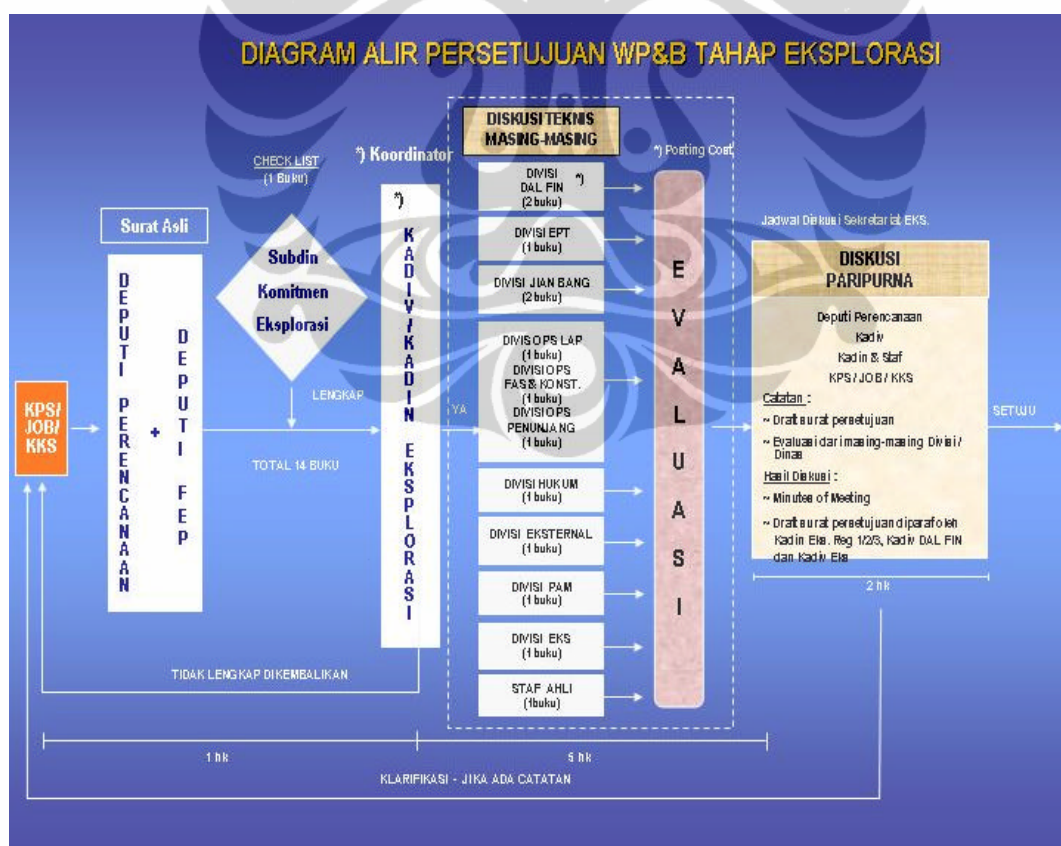 DIAGRAM ALIR PERSETUJUAN WP&B TAHAP EKSPLORASI
KPS/
JOB/
KKS
Surat Asli
DEPUTI PERENCANAAN
+
DEPUTI FEP
CHECK LIST
(1 Buku)
Subdin
Komitmen
Eksplorasi
LENGKAP
TOTAL 14 BUKU
*) Koordinator
*)
KADIV/KADIN EKSPLORASI
YA
DISKUSI TEKNIS
MASING-MASING
DIVISI
DAL FIN *)
(2 buku)
DIVISI EPT
(1 buku)
DIVISI JIAN BANG
(2 buku)
DIVISI OPS LAP
(1 buku)
DIVISI OPS
FAS & KONST.
(1 buku)
DIVISI OPS
PENUNJANG
(1 buku)
DIVISI HUKUM
(1 buku)
DIVISI EKSTERNAL
(1 buku)
DIVISI PAM
(1 buku)
DIVISI EKS
(1 buku)
STAF AHLI
(1buku)
*) Posting Cost
EVALUASI
Jadwal Diskusi Sekretariat EKS.
DISKUSI
PARIPURNA
Deputi Perencanaan
Kadiv
Kadin & Staf
KPS / JOB / KKS
Catatan :
~ Draft surat persetujuan
~ Evaluasi dari masing-masing Divisi /
Dinas
Hasil Diskusi :
~ Minutes of Meeting
~ Draft surat persetujuan diparaf oleh
Kadin Eks. Reg 1/2/3, Kadiv DAL FIN
dan Kadiv Eks
SETUJU
2 hk
TIDAK LENGKAP DIKEMBALIKAN
1 hk
5 hk
KLARIFIKASI - JIKA ADA CATATAN